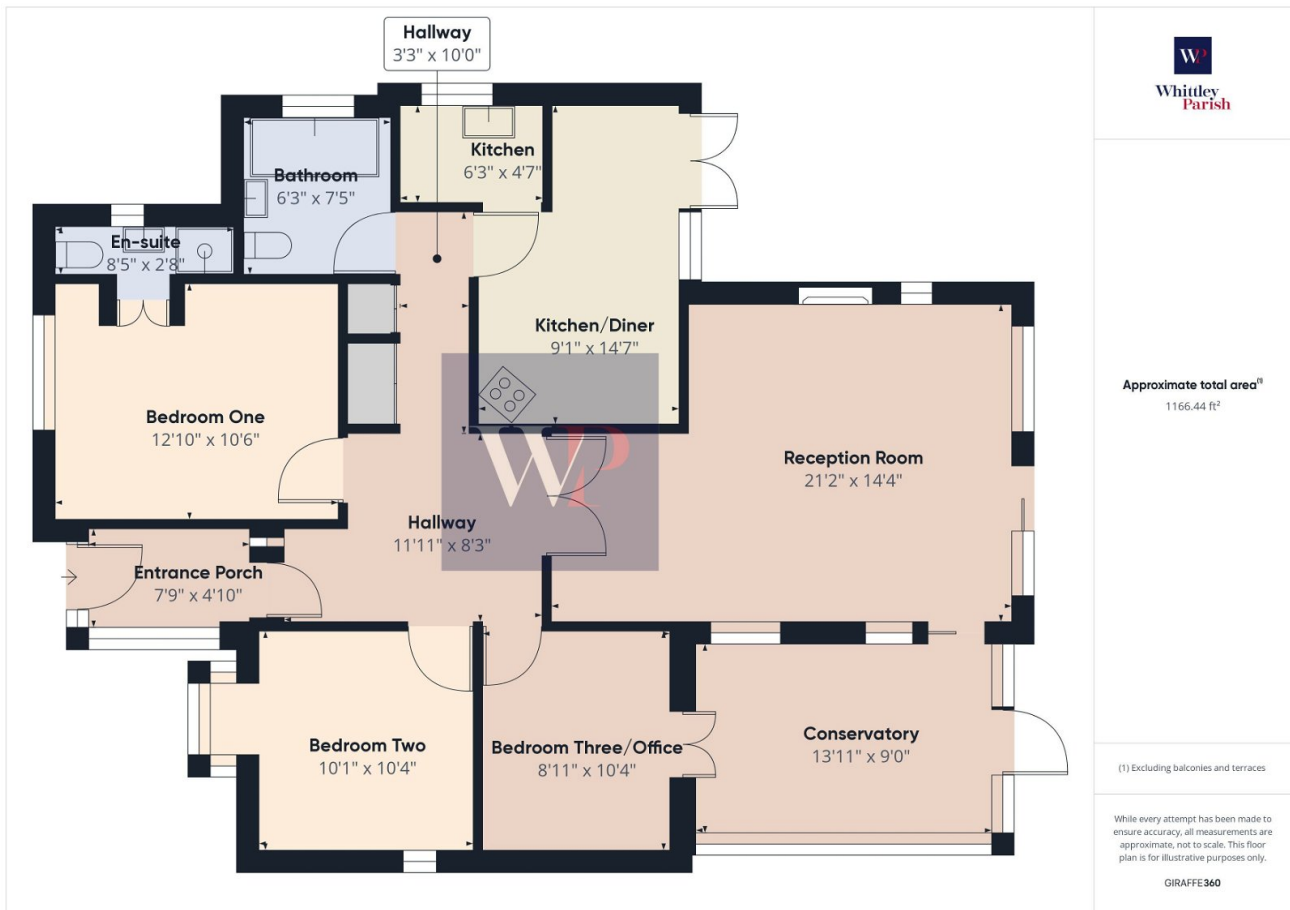 Hallway
3'3" x 10'0"
Kitchen
6'3" x 4'7"
Bathroom
6'3" x 7'5"
En-suite
8'5" x 2'8"
Kitchen/Diner
9'1" x 14'7"
Bedroom One
12'10" x 10'6"
Reception Room
21'2" x 14'4"
WP
Hallway
11'11" x 8'3"
Entrance Porch
7'9" x 4'10"
Bedroom Two
10'1" x 10'4"
Bedroom Three/Office
8'11" x 10'4"
Conservatory
13'11" x 9'0"
WP
Whittley
Parish
Approximate total area⁽¹⁾
1166.44 ft²
(1) Excluding balconies and terraces
While every attempt has been made to
ensure accuracy, all measurements are
approximate, not to scale. This floor
plan is for illustrative purposes only.
GIRAFFE360